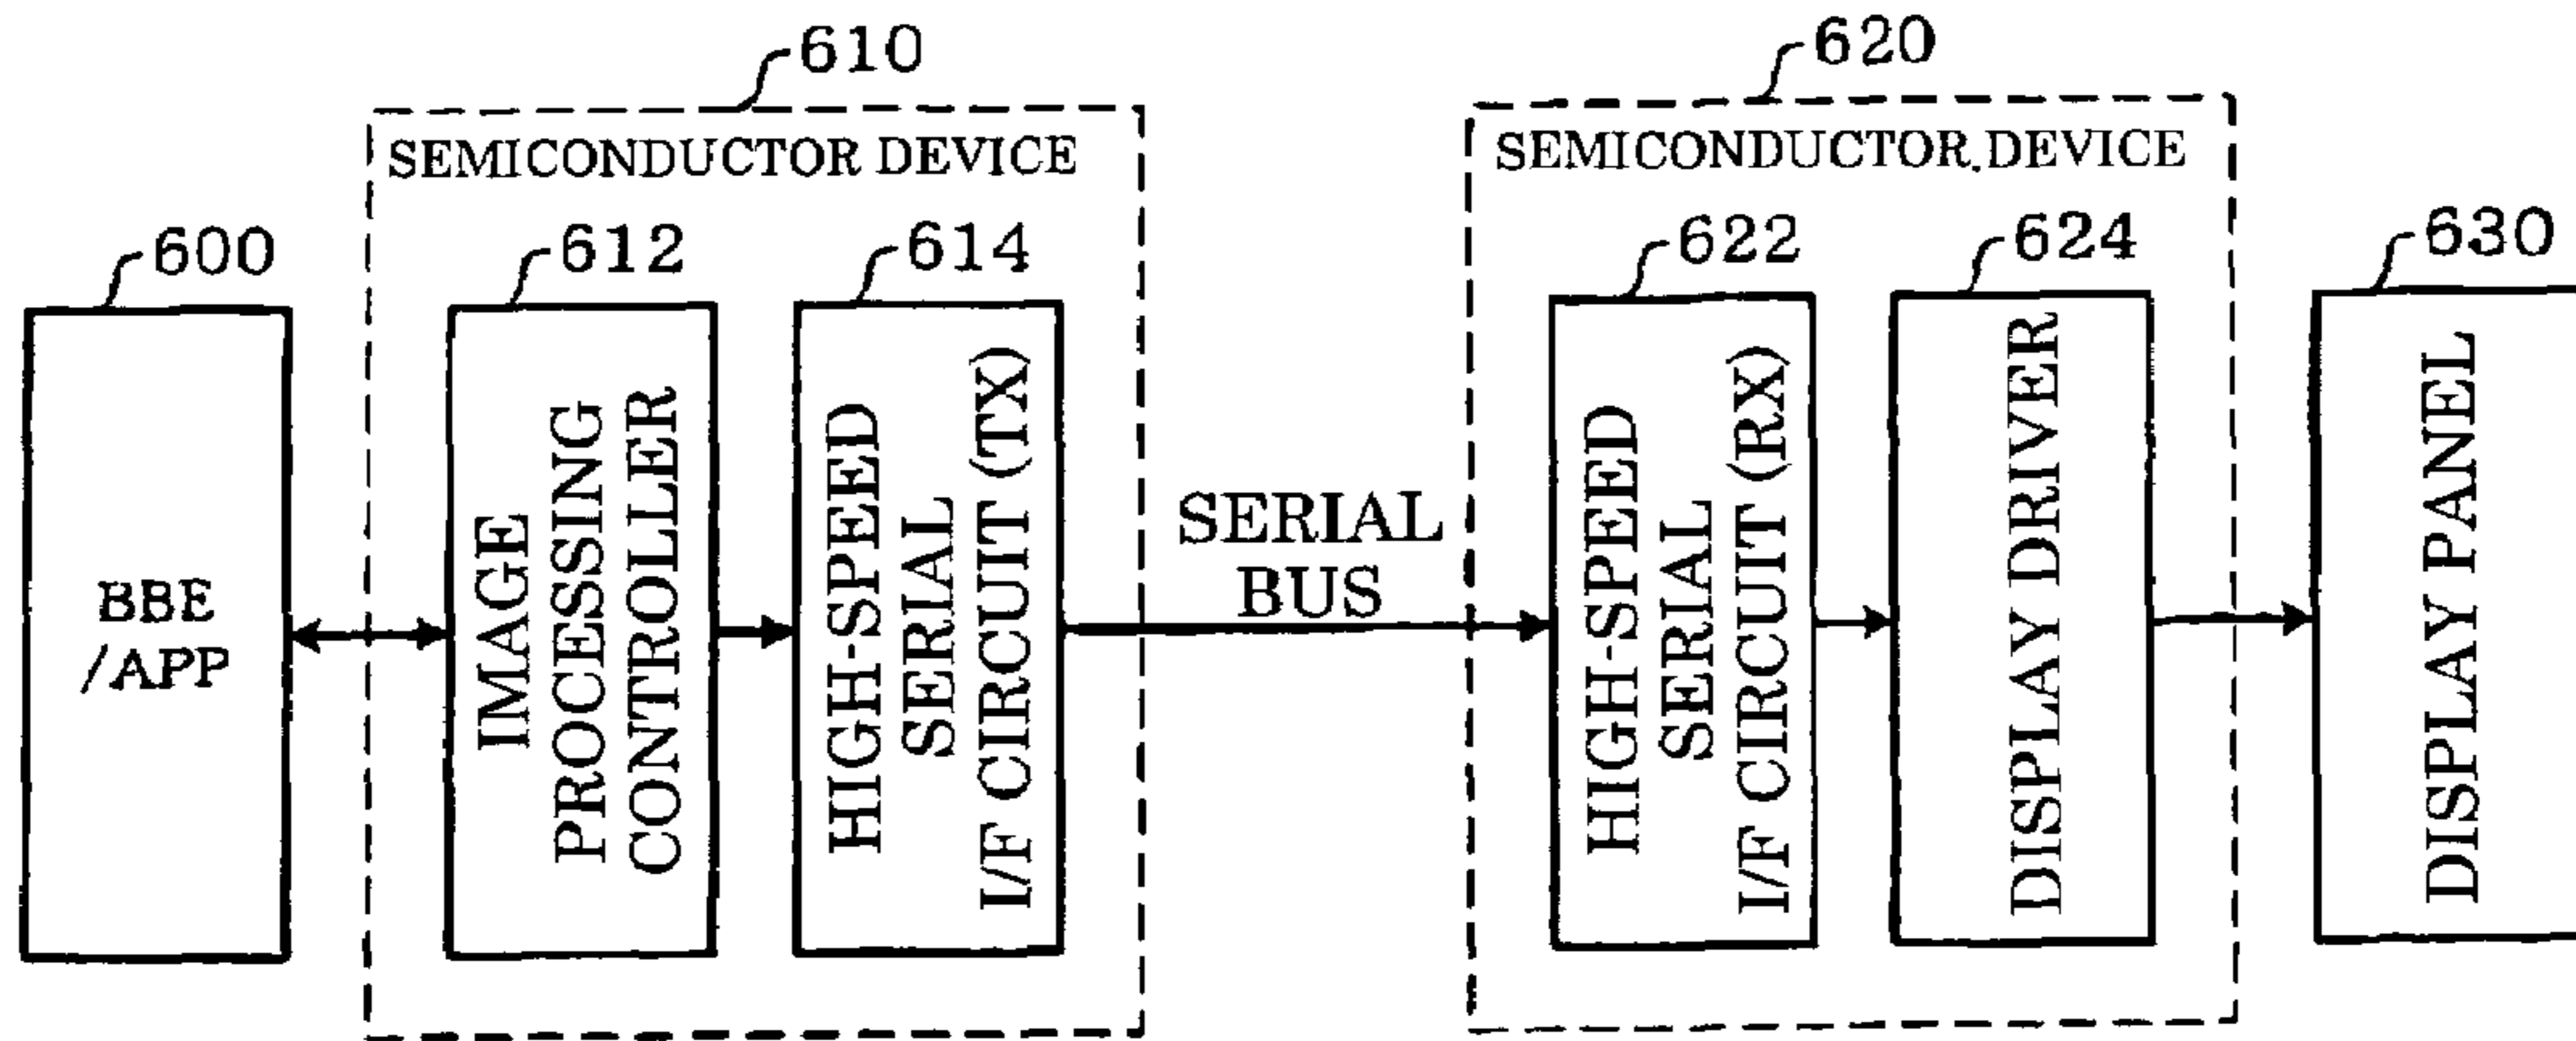 610
620
SEMICONDUCTOR DEVICE
SEMICONDUCTOR DEVICE
600
612
614
622
624
630
BBE
/APP
IMAGE
PROCESSING
CONTROLLER
HIGH-SPEED
SERIAL
I/F CIRCUIT (TX)
SERIAL
BUS
HIGH-SPEED
SERIAL
I/F CIRCUIT (RX)
DISPLAY DRIVER
DISPLAY PANEL